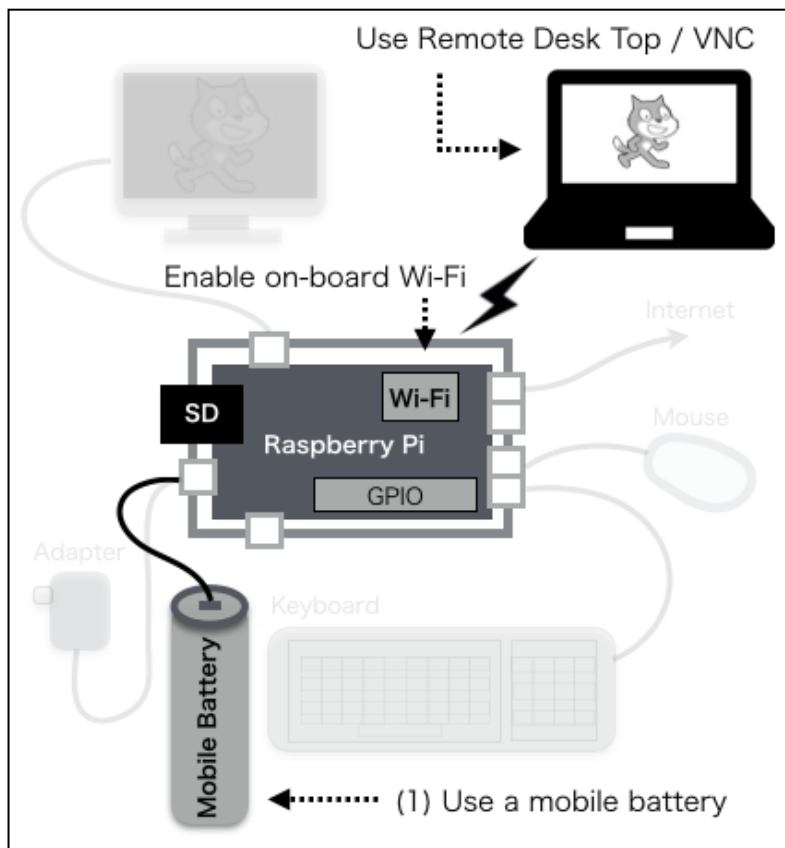 Use Remote Desk Top / VNC
Enable on-board Wi-Fi
Internet
Wi-Fi
SD
Mouse
Raspberry Pi
GPIO
Adapter
Keyboard
Mobile Battery
(1) Use a mobile battery